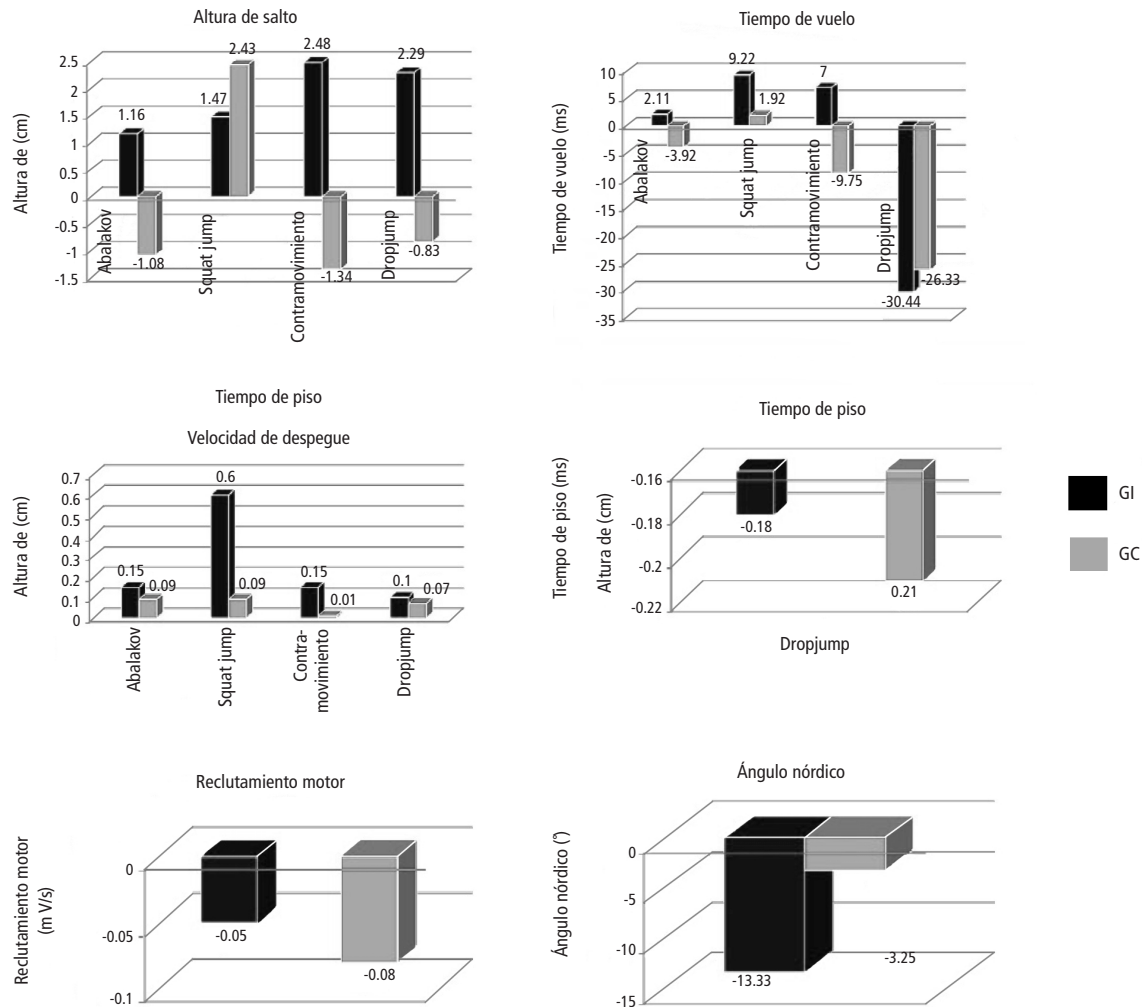 Altura de salto
Altura de (cm)
2.5
2
1.5
1
0.5
0
-0.5
-1
-1.5
1.16
-1.08
1.47
2.43
2.48
-1.34
2.29
-0.83
Abalakov
Squat jump
Contramovimiento
Dropjump
Tiempo de vuelo
Tiempo de vuelo (ms)
10
5
0
-5
-10
-15
-20
-25
-30
-35
2.11
-3.92
9.22
1.92
7
-9.75
-30.44
-26.33
Abalakov
Squat jump
Contramovimiento
Dropjump
Tiempo de piso
Velocidad de despegue
Altura de (cm)
0.7
0.6
0.5
0.4
0.3
0.2
0.1
0
0.15
0.09
0.6
0.09
0.15
0.01
0.1
0.07
Abalakov
Squat jump
Contra-
movimiento
Dropjump
Tiempo de piso
Tiempo de piso (ms)
Altura de (cm)
-0.16
-0.18
-0.2
-0.22
-0.18
0.21
Dropjump
GI
GC
Reclutamiento motor
Reclutamiento motor
(m V/s)
0
-0.05
-0.1
-0.05
-0.08
Ángulo nórdico
Ángulo nórdico (°)
0
-5
-10
-15
-13.33
-3.25